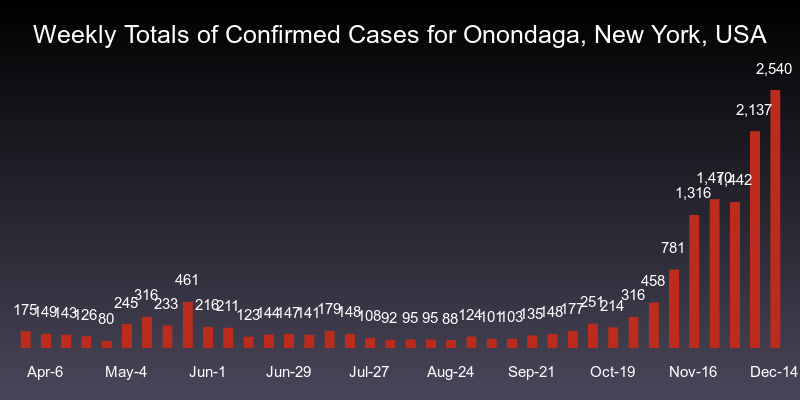 Weekly Totals of Confirmed Cases for Onondaga, New York, USA
175 149 143 126 80 245 316 233 461 216 211 123 144 147 141 179 148 108 92 95 95 88 124 101 103 135 148 177 251 214 316 458 781 1,316 1,470 1,442 2,137 2,540
Apr-6 May-4 Jun-1 Jun-29 Jul-27 Aug-24 Sep-21 Oct-19 Nov-16 Dec-14